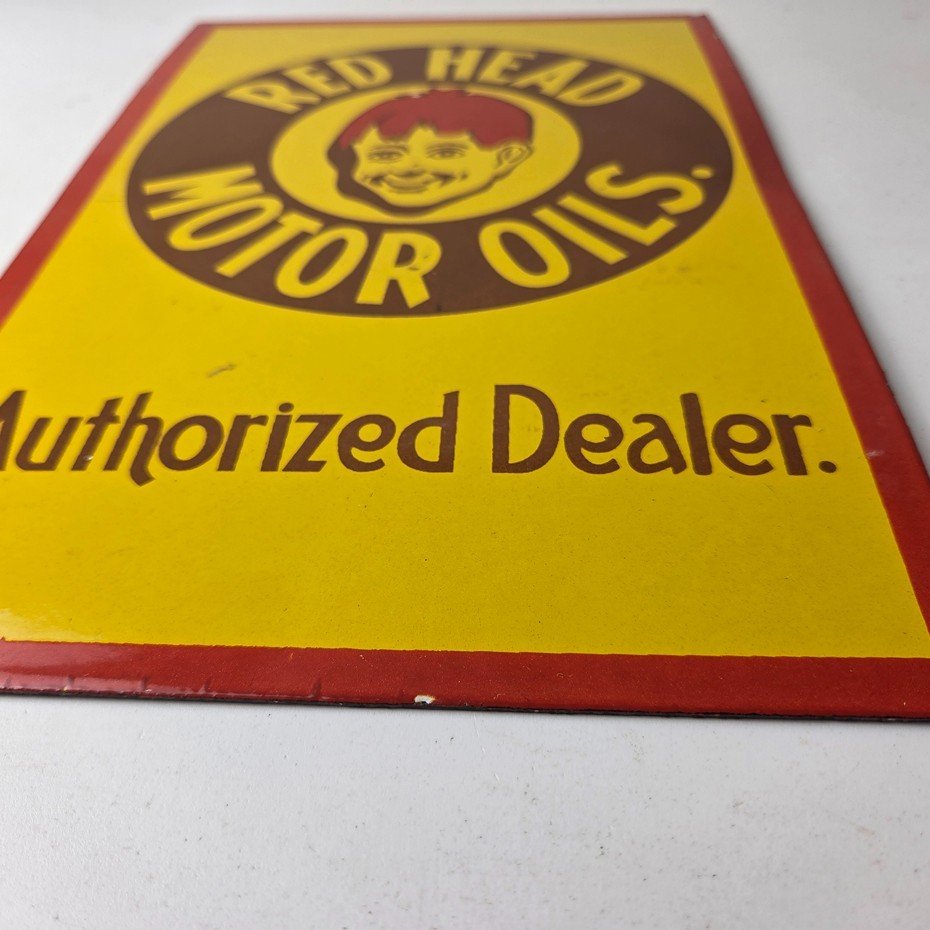 RED HEAD
MOTOR OILS.
Authorized Dealer.